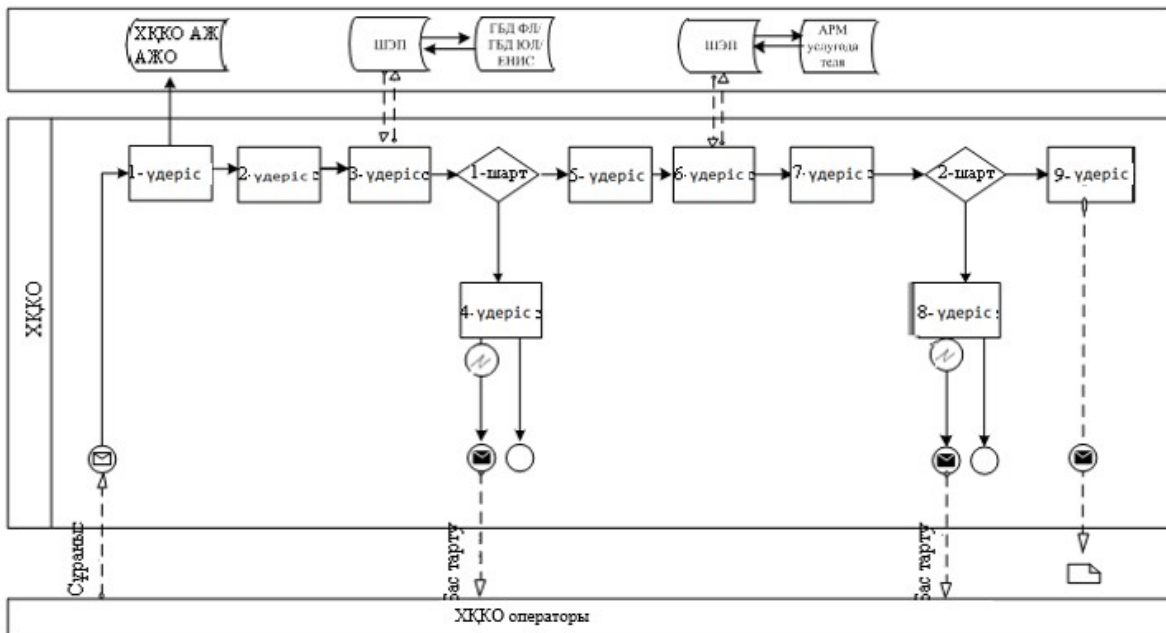 ХҚКО АЖ
АЖО
ШЭП
ГБД ФЛ/
ГБД ЮЛ/
ЕНИС
ШЭП
АРМ
услугода
теля
ХҚКО
1- үдеріс
2- үдеріс
3- үдеріс
1-шарт
5- үдеріс
6- үдеріс
7- үдеріс
2-шарт
9- үдеріс
4- үдеріс
8- үдеріс
Сұраныс
Бас тарту
Бас тарту
ХҚКО операторы